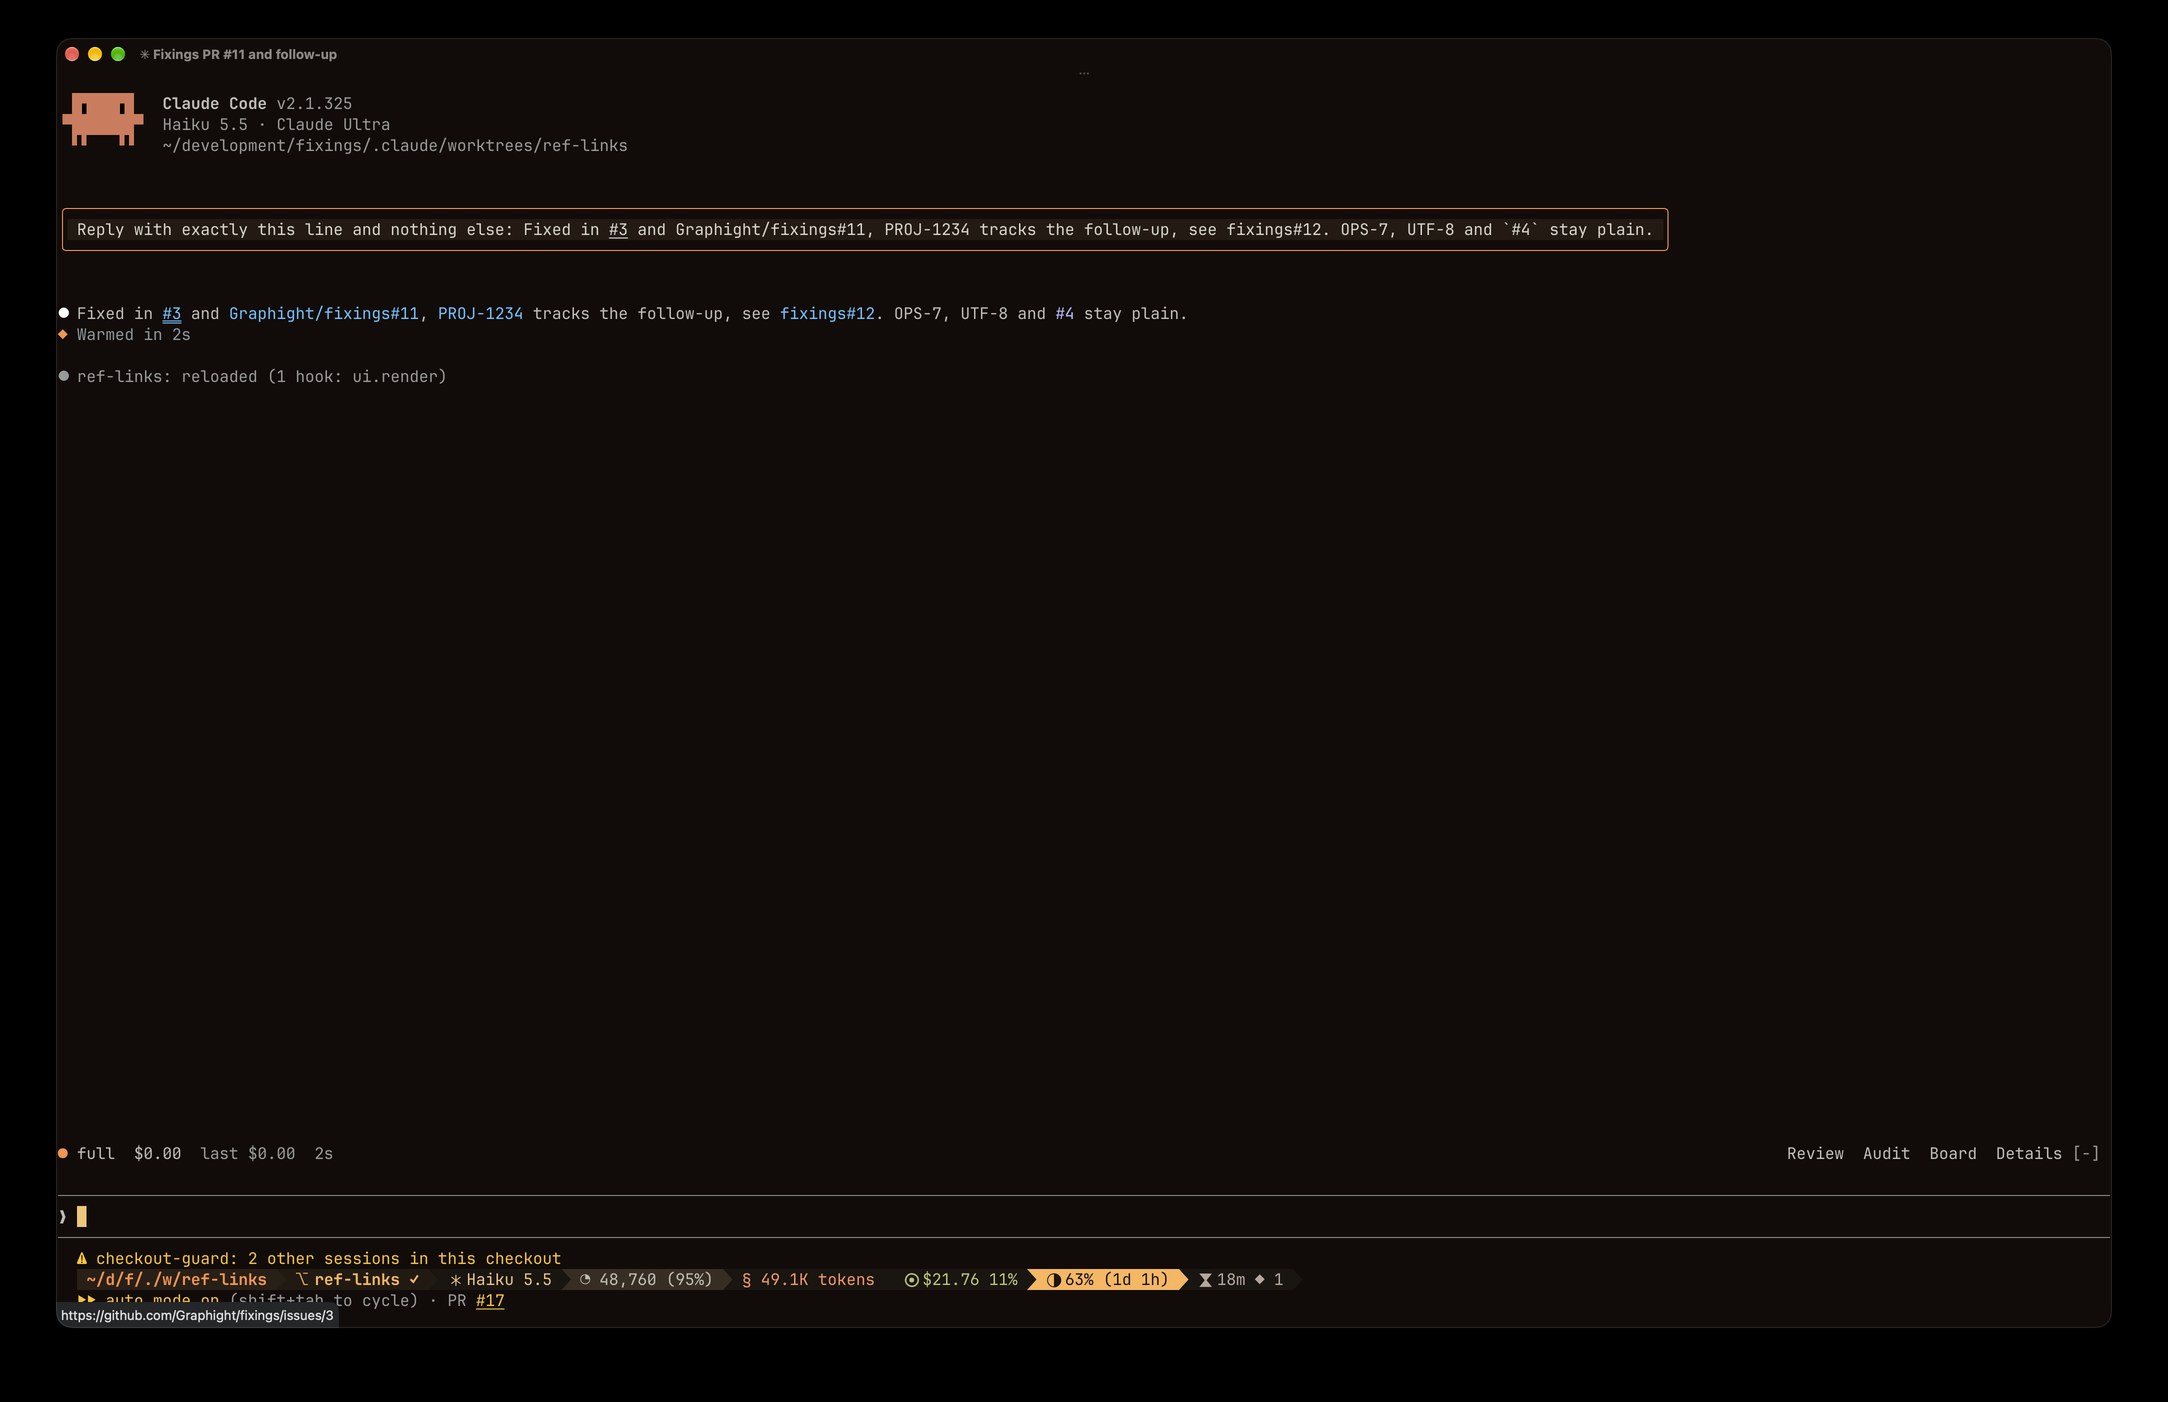 ✳ Fixings PR #11 and follow-up
…
Claude Code v2.1.325
Haiku 5.5 · Claude Ultra
~/development/fixings/.claude/worktrees/ref-links
Reply with exactly this line and nothing else: Fixed in #3 and Graphight/fixings#11, PROJ-1234 tracks the follow-up, see fixings#12. OPS-7, UTF-8 and `#4` stay plain.
● Fixed in #3 and Graphight/fixings#11, PROJ-1234 tracks the follow-up, see fixings#12. OPS-7, UTF-8 and #4 stay plain.
◆ Warmed in 2s
● ref-links: reloaded (1 hook: ui.render)
● full $0.00 last $0.00 2s Review Audit Board Details [-]
❯
⚠ checkout-guard: 2 other sessions in this checkout
~/d/f/./w/ref-links ⌥ ref-links ✓ ✳ Haiku 5.5 ◔ 48,760 (95%) § 49.1K tokens ◉ $21.76 11% ◑ 63% (1d 1h) ⧗ 18m ◆ 1
▶▶ auto mode on (shift+tab to cycle) · PR #17
https://github.com/Graphight/fixings/issues/3